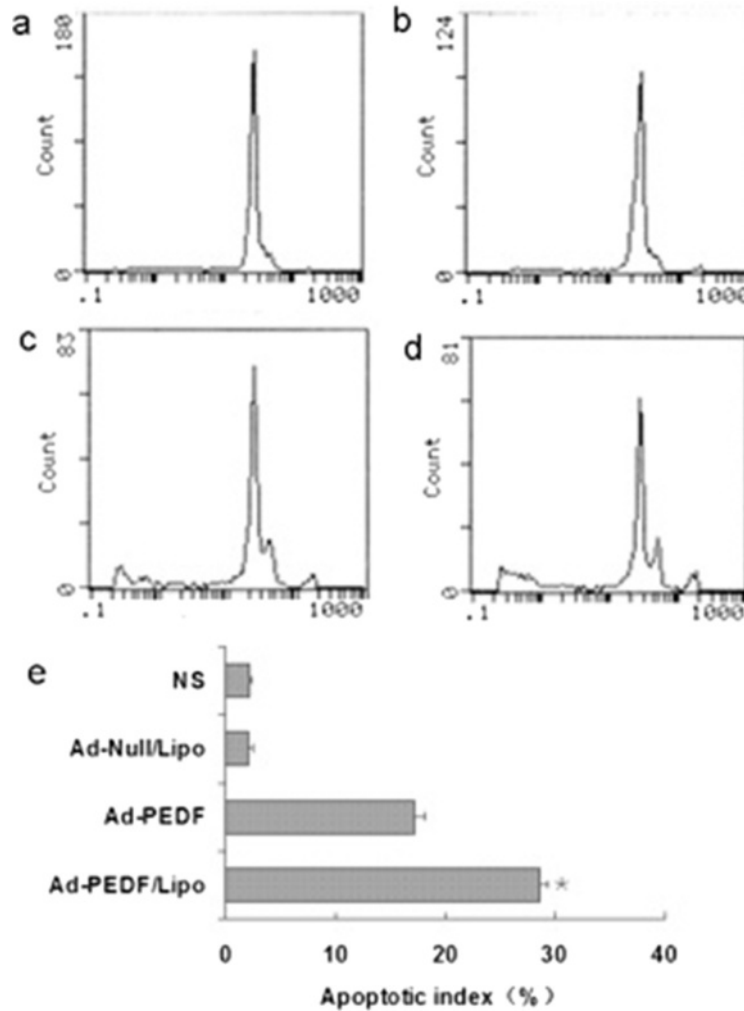 a
180
Count
0
.1
1000
b
124
Count
0
.1
1000
c
83
Count
0
.1
1000
d
81
Count
0
.1
1000
e
NS
Ad-Null/Lipo
Ad-PEDF
Ad-PEDF/Lipo
*
0 10 20 30 40
Apoptotic index（%）